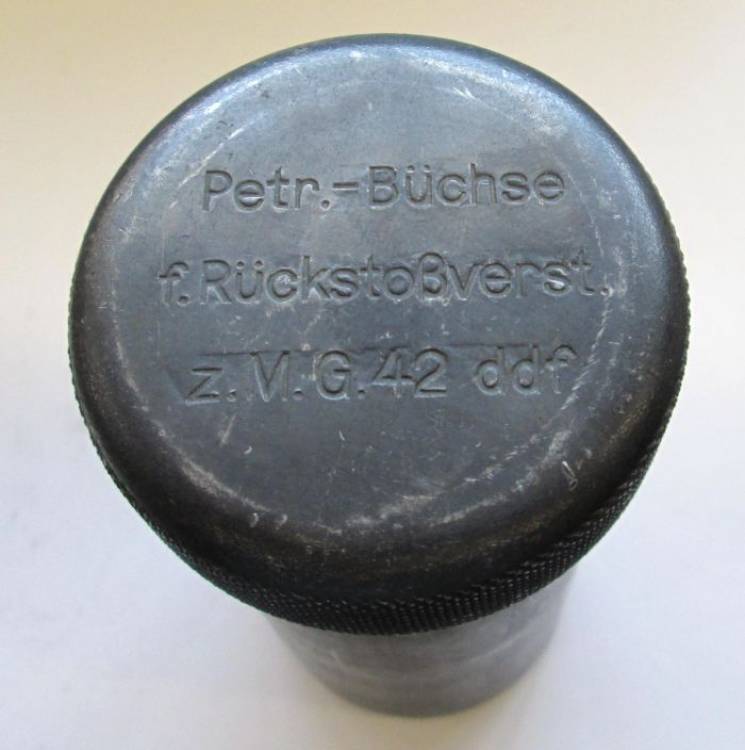 Petr.-Büchse
f. Rückstoßverst.
z. M. G. 42 ddf